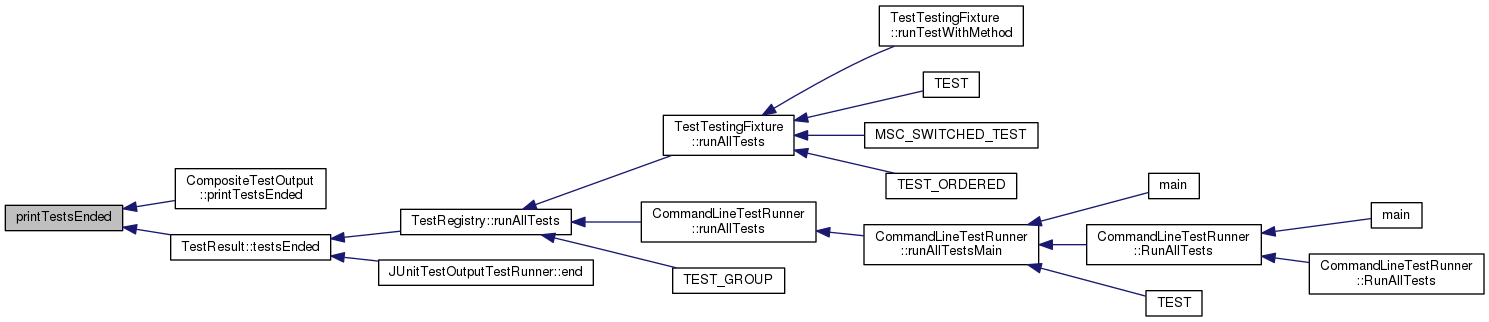 printTestsEnded
CompositeTestOutput
::printTestsEnded
TestResult::testsEnded
TestRegistry::runAllTests
JUnitTestOutputTestRunner::end
TestTestingFixture
::runAllTests
CommandLineTestRunner
::runAllTests
TEST_GROUP
TestTestingFixture
::runTestWithMethod
TEST
MSC_SWITCHED_TEST
TEST_ORDERED
CommandLineTestRunner
::runAllTestsMain
main
CommandLineTestRunner
::RunAllTests
TEST
main
CommandLineTestRunner
::RunAllTests